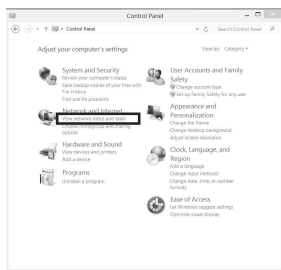 Control Panel
Control Panel
Search Control Panel
Adjust your computer's settings
View by: Category
System and Security
Review your computer's status
Save backup copies of your files with
File History
Find and fix problems
Network and Internet
View network status and tasks
Choose homegroup and sharing
options
Hardware and Sound
View devices and printers
Add a device
Programs
Uninstall a program
User Accounts and Family
Safety
Change account type
Set up Family Safety for any user
Appearance and
Personalization
Change the theme
Change desktop background
Adjust screen resolution
Clock, Language, and
Region
Add a language
Change input methods
Change date, time, or number
formats
Ease of Access
Let Windows suggest settings
Optimize visual display